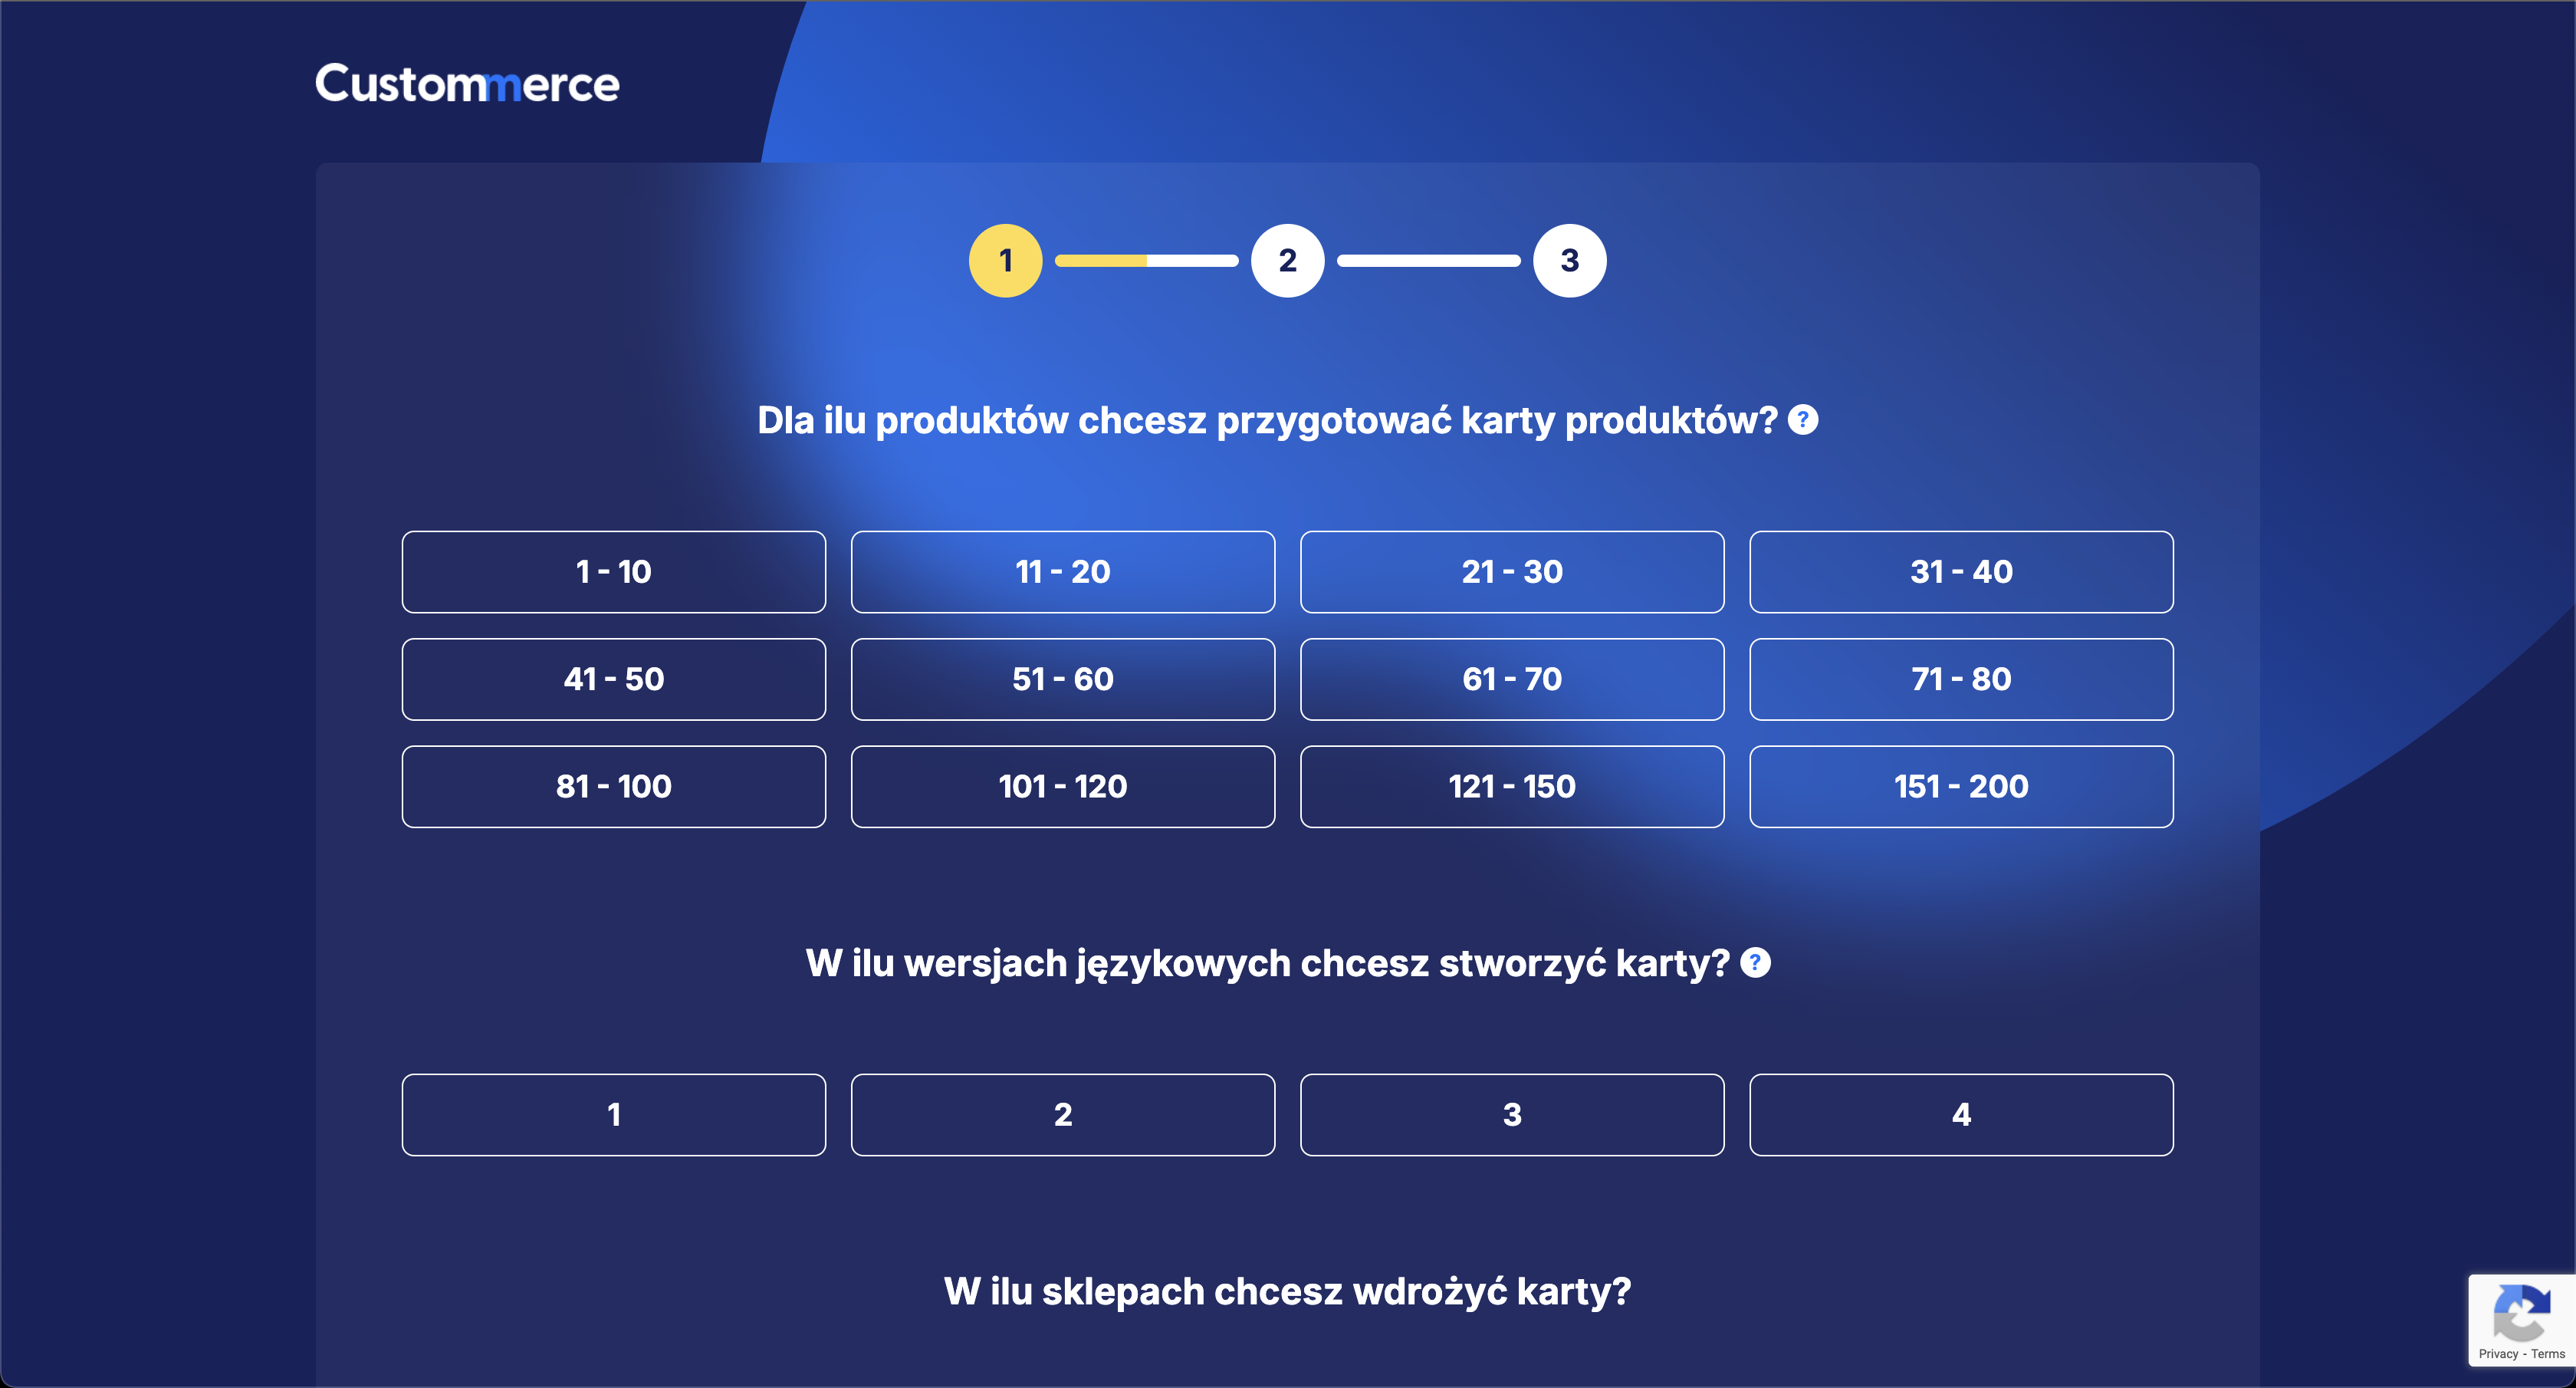 Custommerce
1
2
3
Dla ilu produktów chcesz przygotować karty produktów? ?
1 - 10
11 - 20
21 - 30
31 - 40
41 - 50
51 - 60
61 - 70
71 - 80
81 - 100
101 - 120
121 - 150
151 - 200
W ilu wersjach językowych chcesz stworzyć karty? ?
1
2
3
4
W ilu sklepach chcesz wdrożyć karty?
Privacy - Terms